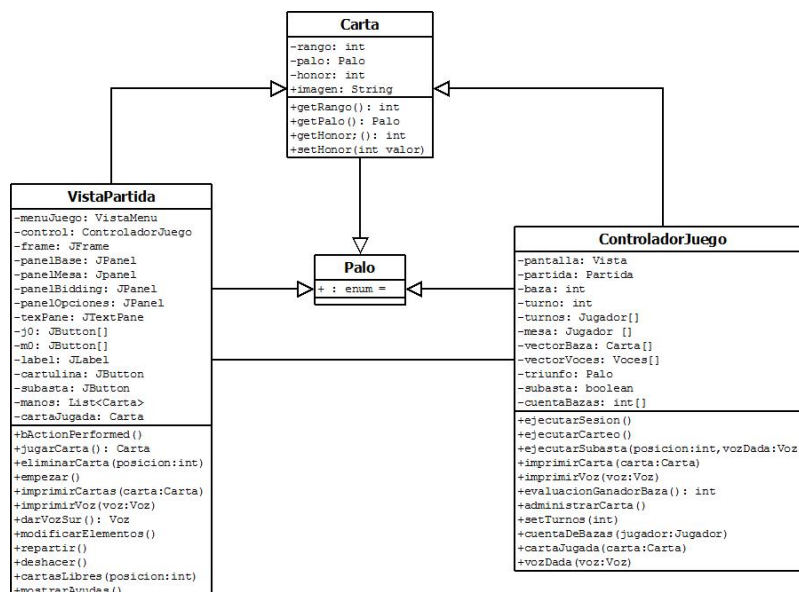 Carta
-rango: int
-palo: Palo
-honor: int
+imagen: String
+getRango(): int
+getPalo(): Palo
+getHonor;(): int
+setHonor(int valor)
VistaPartida
-menuJuego: VistaMenu
-control: ControladorJuego
-frame: JFrame
-panelBase: JPanel
-panelMesa: Jpanel
-panelBidding: JPanel
-panelOpciones: JPanel
-texPane: JTextPane
-j0: JButton[]
-m0: JButton[]
-label: JLabel
-cartulina: JButton
-subasta: JButton
-manos: List<Carta>
-cartaJugada: Carta
+bActionPerformed()
+jugarCarta(): Carta
+eliminarCarta(posicion:int)
+empezar()
+imprimirCartas(carta:Carta)
+imprimirVoz(voz:Voz)
+darVozSur(): Voz
+modificarElementos()
+repartir()
+deshacer()
+cartasLibres(posicion:int)
+mostrarAyudas()
Palo
+ : enum =
ControladorJuego
-pantalla: Vista
-partida: Partida
-baza: int
-turno: int
-turnos: Jugador[]
-mesa: Jugador []
-vectorBaza: Carta[]
-vectorVoces: Voces[]
-triunfo: Palo
-subasta: boolean
-cuentaBazas: int[]
+ejecutarSesion()
+ejecutarCarteo()
+ejecutarSubasta(posicion:int,vozDada:Voz
+imprimirCarta(carta:Carta)
+imprimirVoz(voz:Voz)
+evaluacionGanadorBaza(): int
+administrarCarta()
+setTurnos(int)
+cuentaDeBazas(jugador:Jugador)
+cartaJugada(carta:Carta)
+vozDada(voz:Voz)